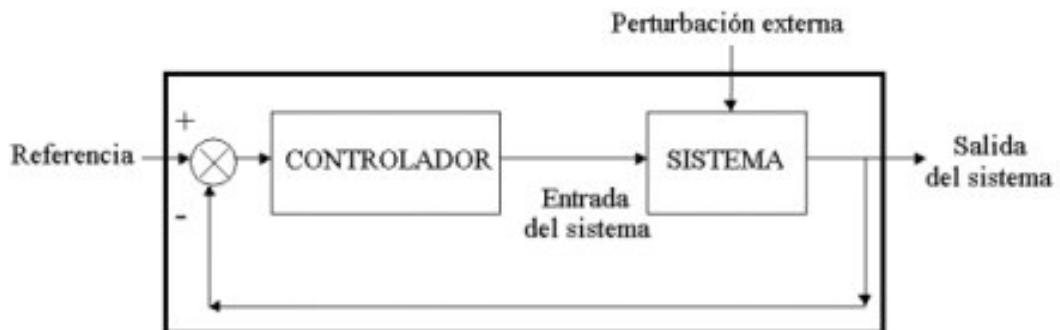 Perturbación externa
+
Referencia
CONTROLADOR
SISTEMA
Salida
del sistema
-
Entrada
del sistema